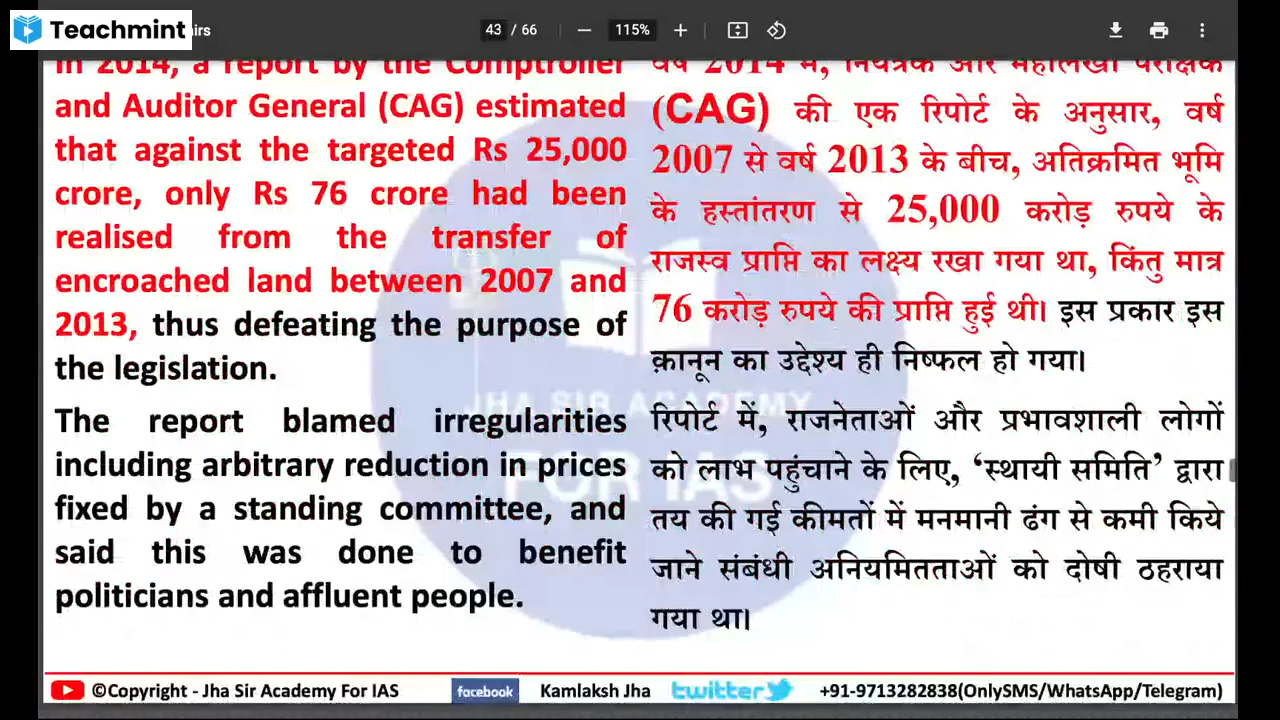 Teachmint
irs
43 / 66
115%
In 2014, a report by the Comptroller
and Auditor General (CAG) estimated
that against the targeted Rs 25,000
crore, only Rs 76 crore had been
realised from the transfer of
encroached land between 2007 and
2013, thus defeating the purpose of
the legislation.
The report blamed irregularities
including arbitrary reduction in prices
fixed by a standing committee, and
said this was done to benefit
politicians and affluent people.
वर्ष 2014 में, नियंत्रक और महालेखा परीक्षक
(CAG) की एक रिपोर्ट के अनुसार, वर्ष
2007 से वर्ष 2013 के बीच, अतिक्रमित भूमि
के हस्तांतरण से 25,000 करोड़ रुपये के
राजस्व प्राप्ति का लक्ष्य रखा गया था, किंतु मात्र
76 करोड़ रुपये की प्राप्ति हुई थी। इस प्रकार इस
क़ानून का उद्देश्य ही निष्फल हो गया।
रिपोर्ट में, राजनेताओं और प्रभावशाली लोगों
को लाभ पहुंचाने के लिए, ‘स्थायी समिति’ द्वारा
तय की गई कीमतों में मनमानी ढंग से कमी किये
जाने संबंधी अनियमितताओं को दोषी ठहराया
गया था।
JHA SIR ACADEMY
FOR IAS
©Copyright - Jha Sir Academy For IAS
facebook
Kamlaksh Jha
twitter
+91-9713282838(OnlySMS/WhatsApp/Telegram)